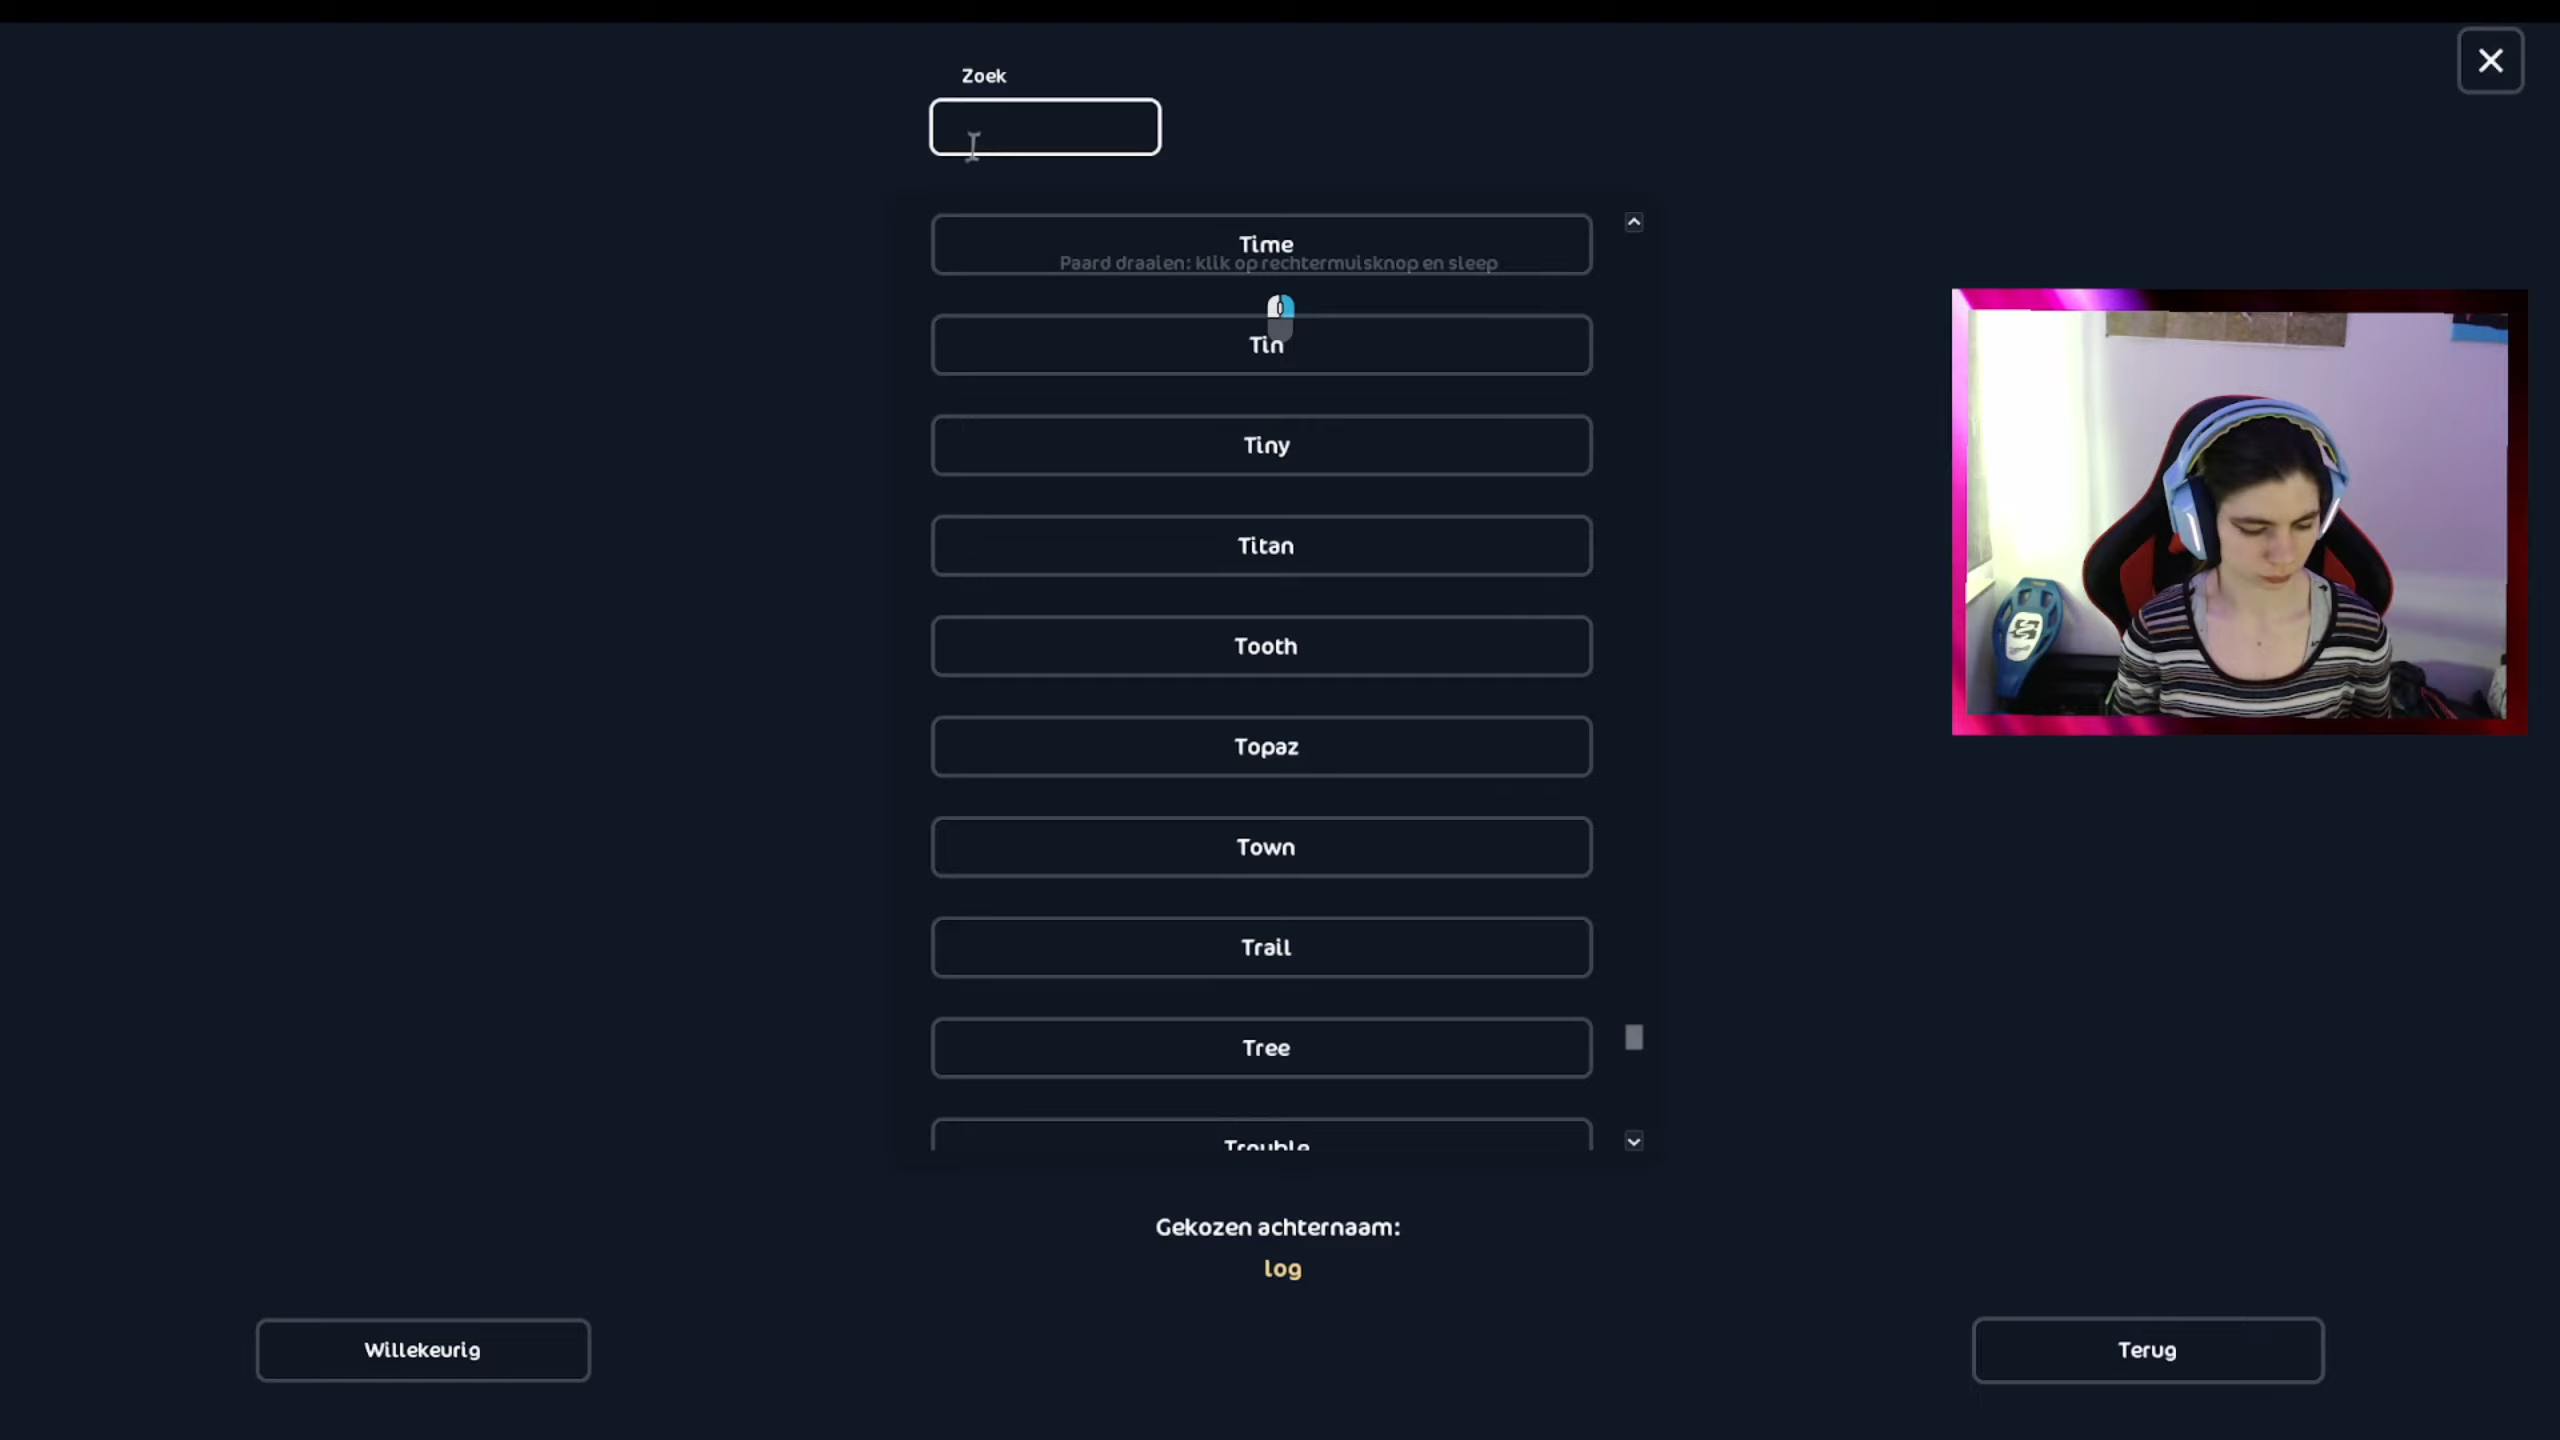 Zoek
Time
Paard draaien: klik op rechtermuisknop en sleep
Tin
Tiny
Titan
Tooth
Topaz
Town
Trail
Tree
Trouble
Gekozen achternaam:
log
Willekeurig
Terug